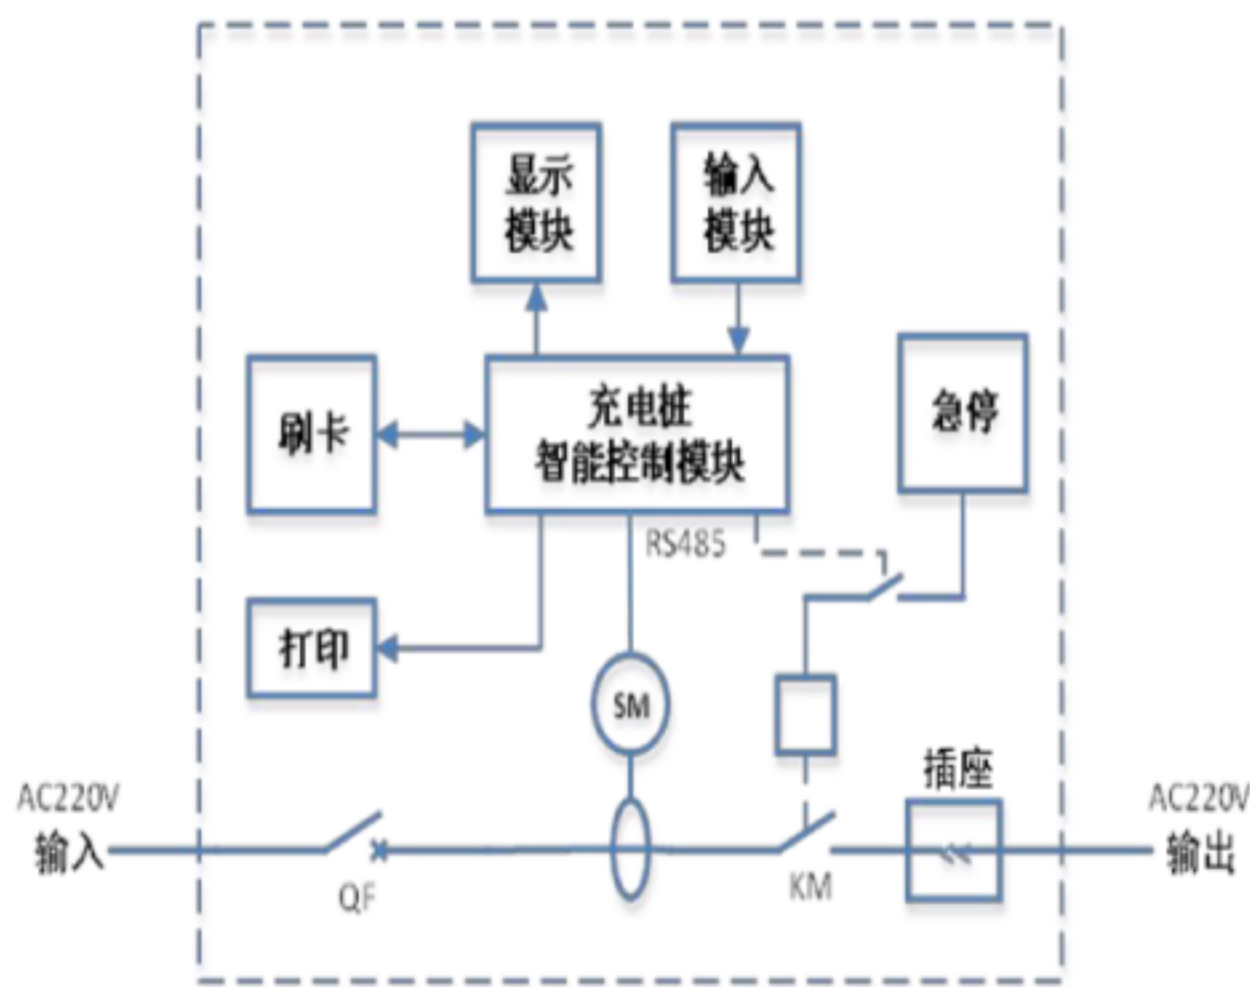 显示
模块
输入
模块
刷卡
充电桩
智能控制模块
急停
RS485
打印
SM
插座
AC220V
输入
QF
KM
AC220V
输出